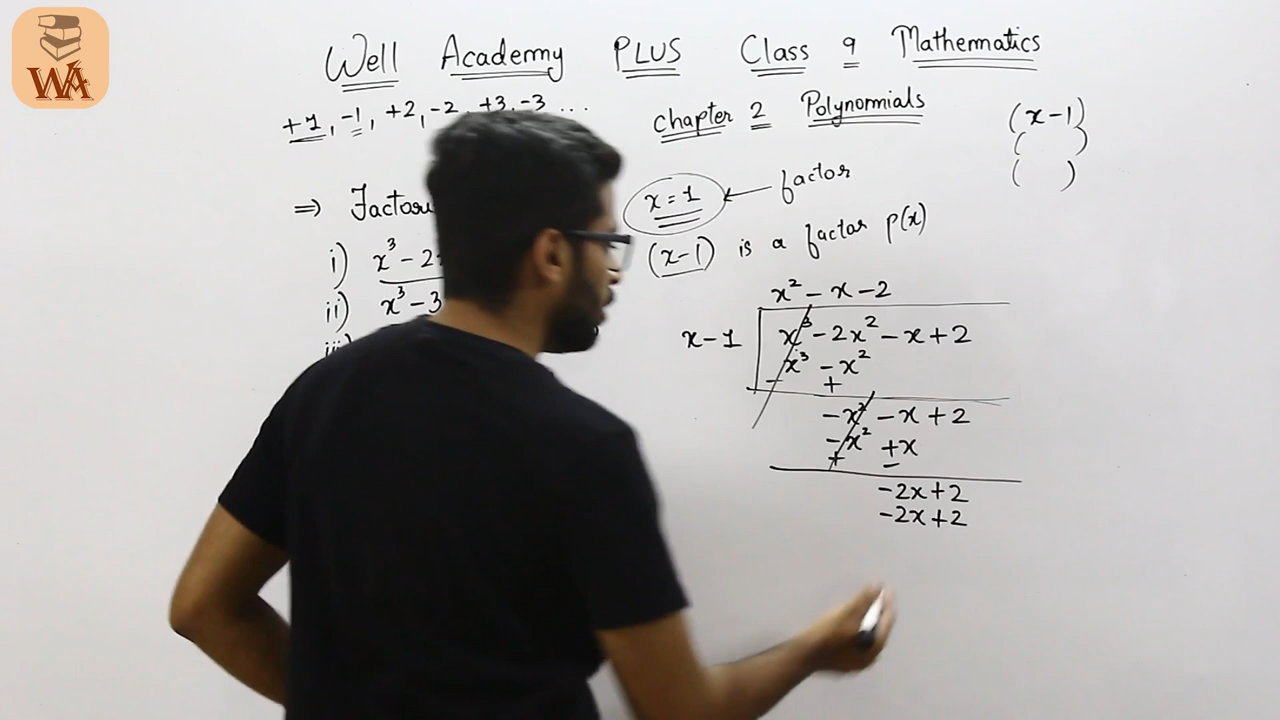 WA
Well Academy PLUS Class 9 Mathematics
+1, -1, +2, -2, +3, -3 ...
Chapter 2 Polynomials
(x-1)
( )
( )
⇒
x = 1 ← factor
(x-1) is a factor p(x)
i) x³ - 2
ii) x³ - 3
x² - x - 2
x-1 x³ - 2x² - x + 2
x³ - x²
- +
-x² - x + 2
-x² + x
+ -
-2x + 2
-2x + 2